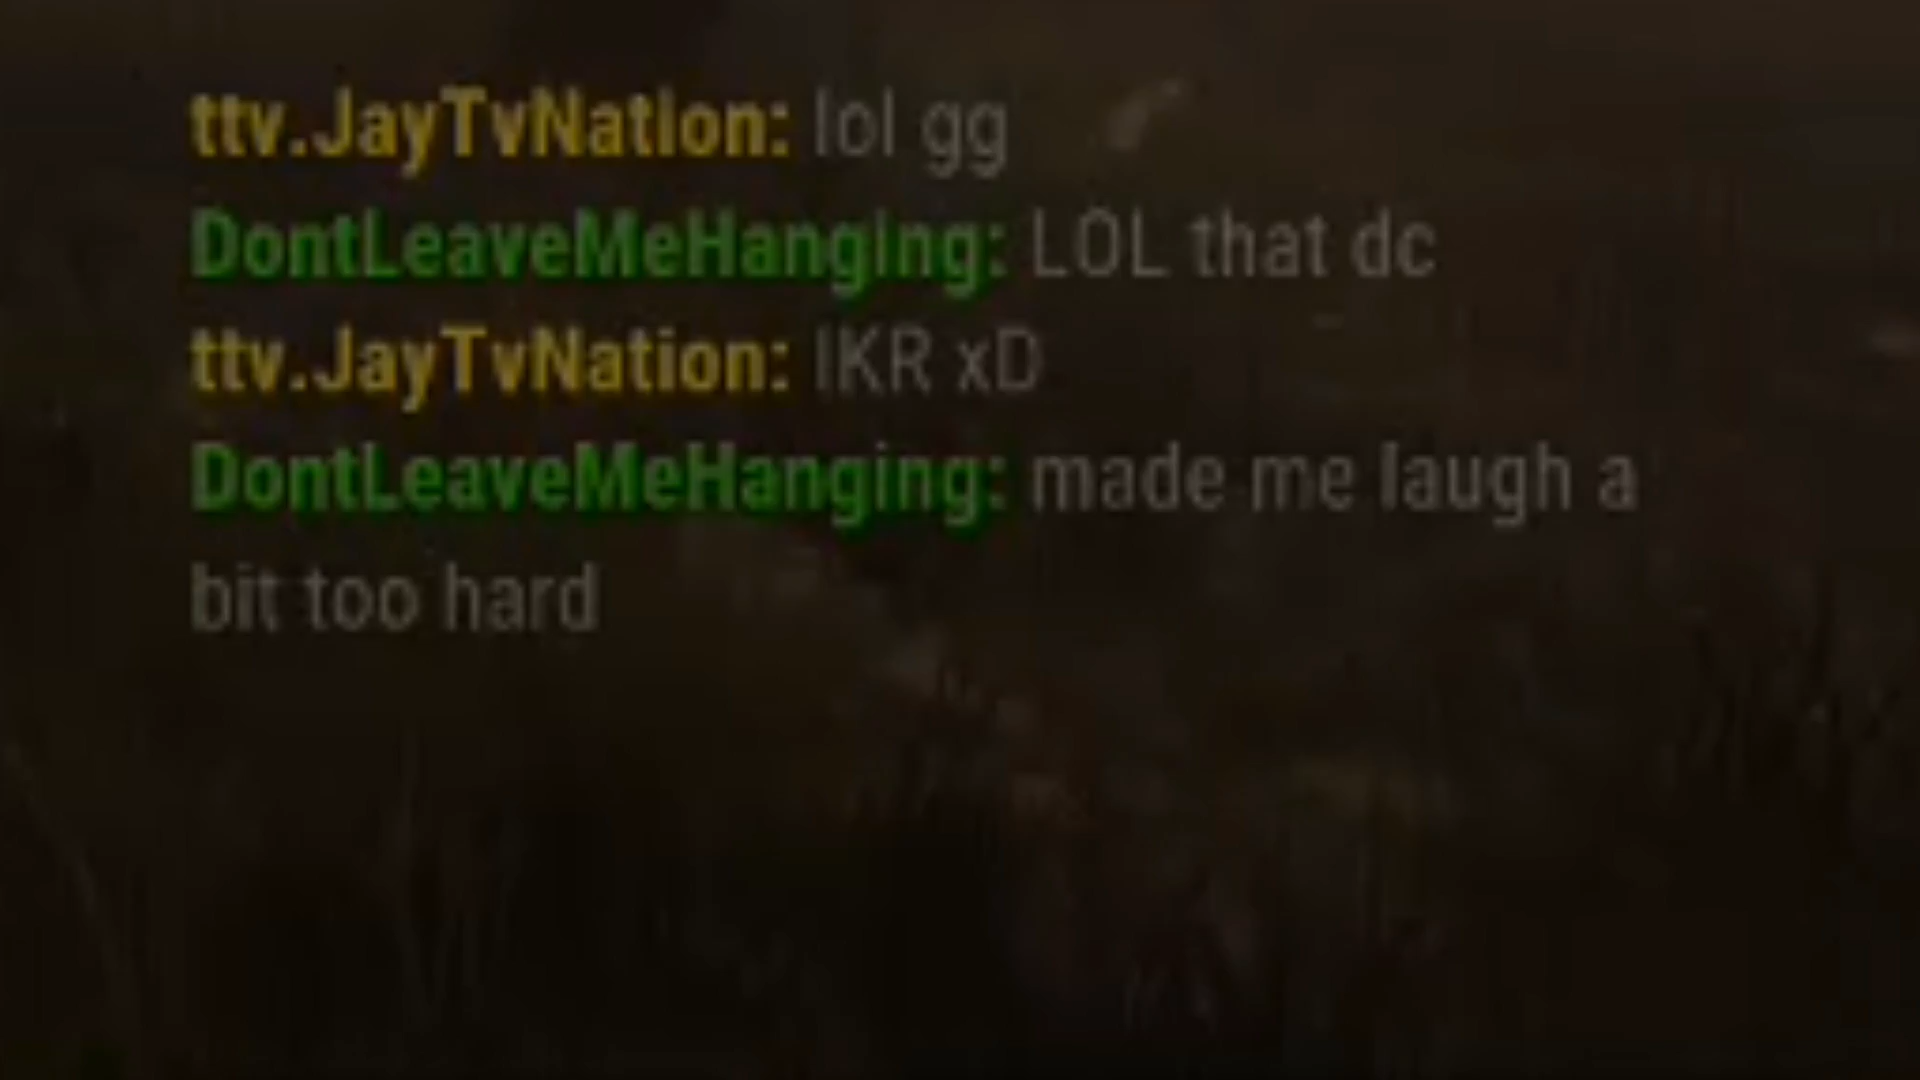 ttv.JayTvNation: lol gg
DontLeaveMeHanging: LOL that dc
ttv.JayTvNation: IKR xD
DontLeaveMeHanging: made me laugh a
bit too hard